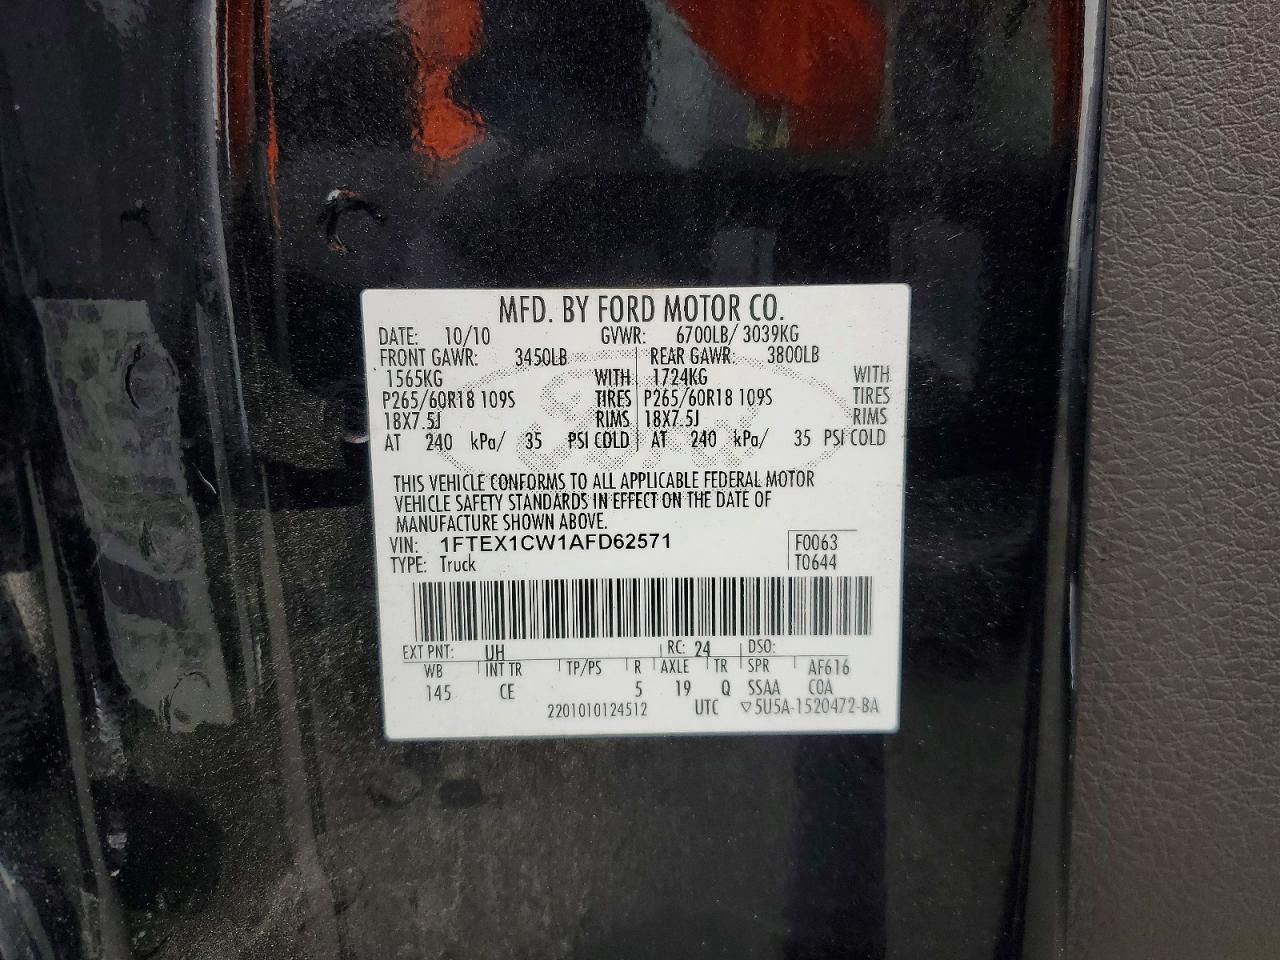 MFD. BY FORD MOTOR CO.
DATE: 10/10 GVWR: 6700LB/ 3039KG
FRONT GAWR: 3450LB REAR GAWR: 3800LB
1565KG WITH 1724KG WITH
P265/60R18 109S TIRES P265/60R18 109S TIRES
18X7.5J RIMS 18X7.5J RIMS
AT 240 kPa/ 35 PSI COLD AT 240 kPa/ 35 PSI COLD
THIS VEHICLE CONFORMS TO ALL APPLICABLE FEDERAL MOTOR
VEHICLE SAFETY STANDARDS IN EFFECT ON THE DATE OF
MANUFACTURE SHOWN ABOVE.
VIN: 1FTEX1CW1AFD62571 F0063
TYPE: Truck T0644
EXT PNT: UH RC: 24 DSO:
WB INT TR TP/PS R AXLE TR SPR AF616
145 CE 5 19 Q SSAA COA
2201010124512 UTC ▽5U5A-1520472-BA